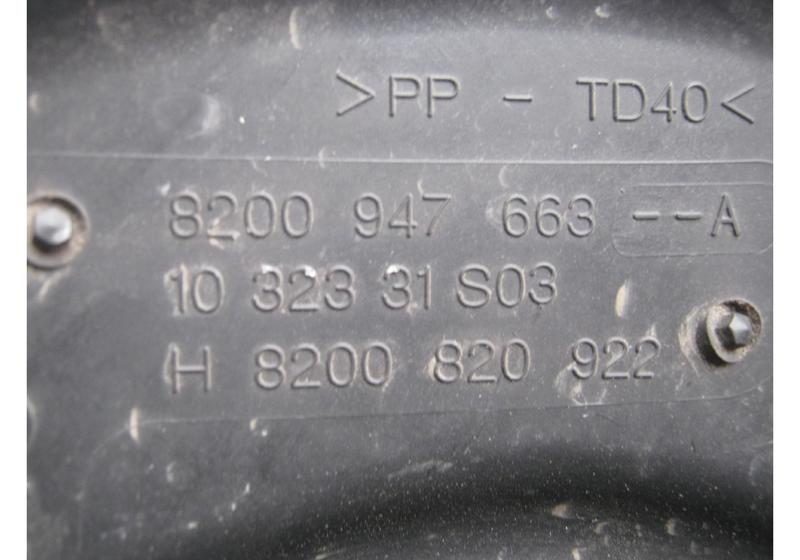 >PP - TD40<
8200 947 663 --A
10 323 31 S03
H 8200 820 922